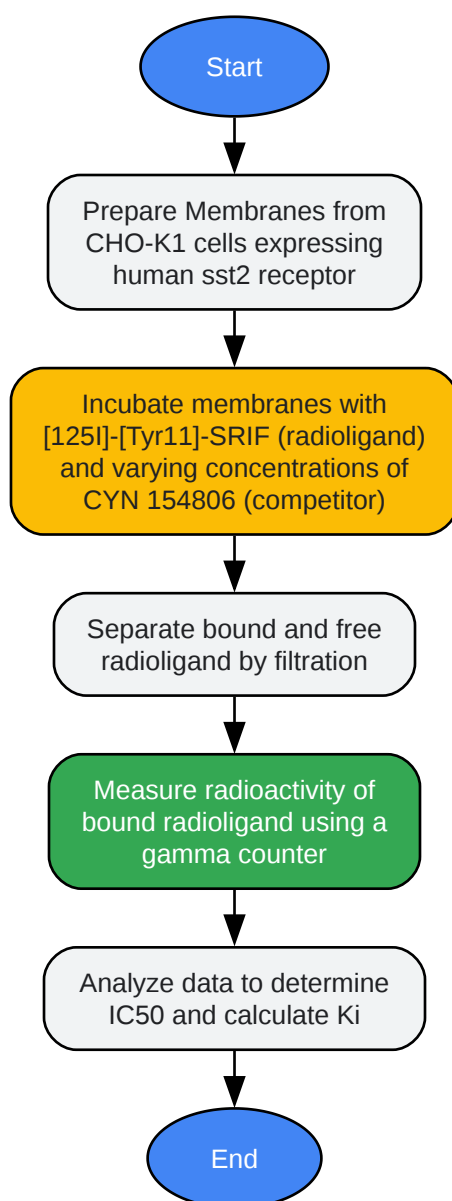 Start
Prepare Membranes from
CHO-K1 cells expressing
human sst2 receptor
Incubate membranes with
[125I]-[Tyr11]-SRIF (radioligand)
and varying concentrations of
CYN 154806 (competitor)
Separate bound and free
radioligand by filtration
Measure radioactivity of
bound radioligand using a
gamma counter
Analyze data to determine
IC50 and calculate Ki
End